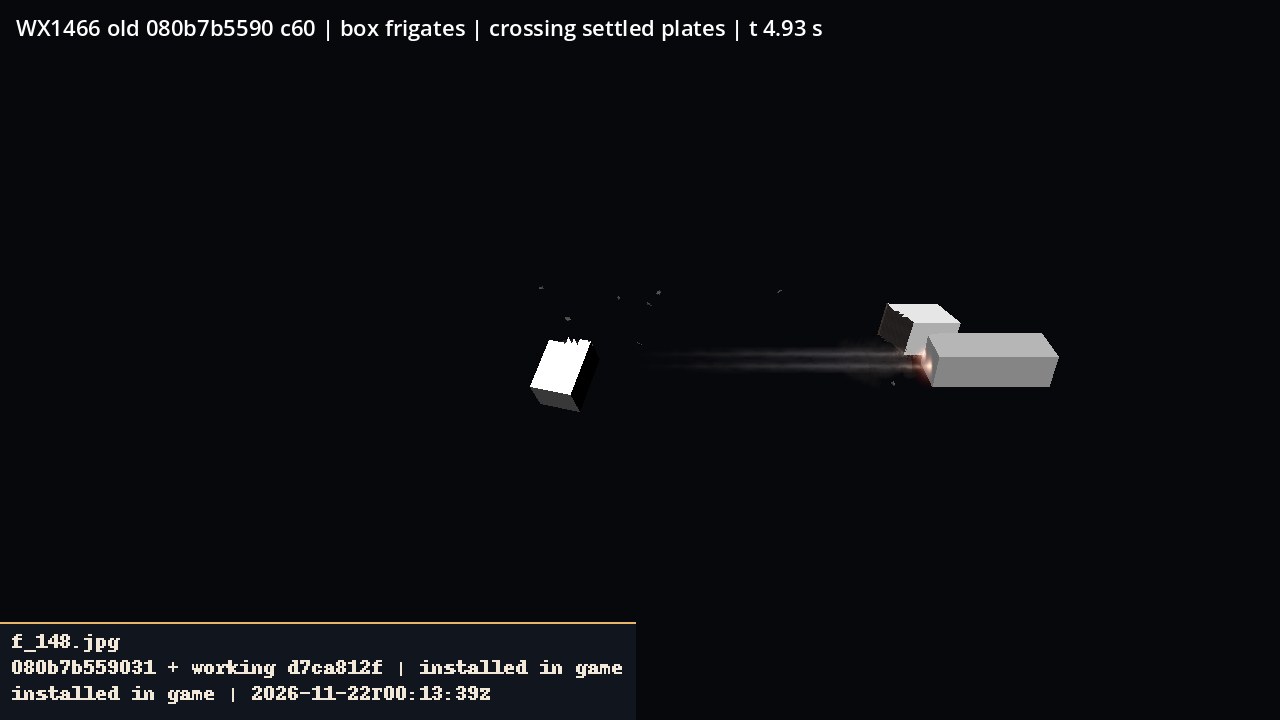 WX1466 old 080b7b5590 c60 | box frigates | crossing settled plates | t 4.93 s
f_148.jpg
080b7b559031 + working d7ca812f | installed in game
installed in game | 2026-11-22T00:13:39Z